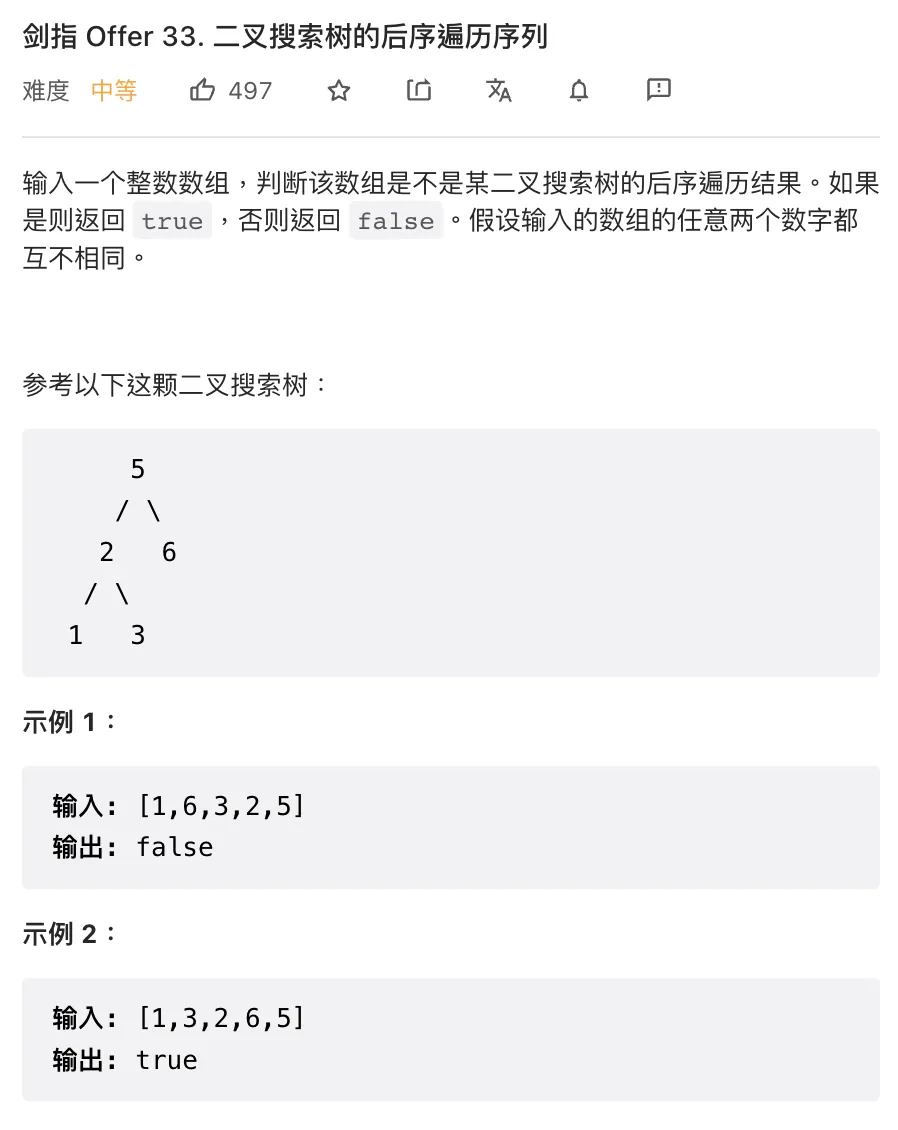 剑指 Offer 33. 二叉搜索树的后序遍历序列
难度 中等 497
输入一个整数数组，判断该数组是不是某二叉搜索树的后序遍历结果。如果
是则返回 true，否则返回 false。假设输入的数组的任意两个数字都
互不相同。
参考以下这颗二叉搜索树：
5
/ \
2 6
/ \
1 3
示例 1：
输入: [1,6,3,2,5]
输出: false
示例 2：
输入: [1,3,2,6,5]
输出: true